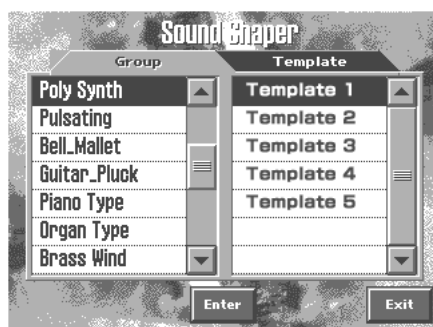 Sound Shaper
Group
Template
Poly Synth
Pulsating
Bell_Mallet
Guitar_Pluck
Piano Type
Organ Type
Brass Wind
Template 1
Template 2
Template 3
Template 4
Template 5
Enter
Exit